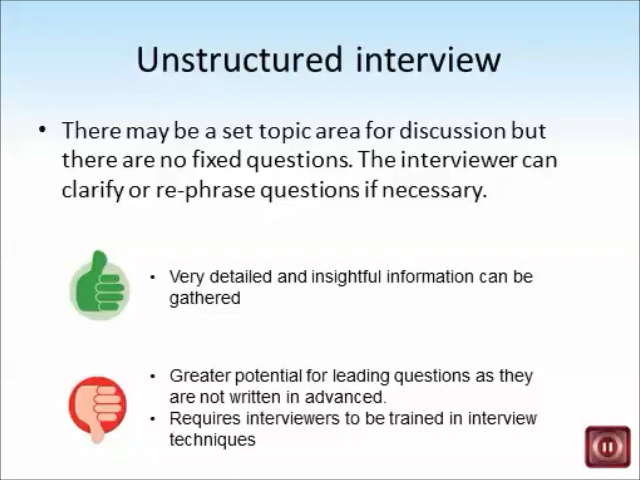 Unstructured interview
• There may be a set topic area for discussion but
there are no fixed questions. The interviewer can
clarify or re-phrase questions if necessary.
• Very detailed and insightful information can be
gathered
• Greater potential for leading questions as they
are not written in advanced.
• Requires interviewers to be trained in interview
techniques